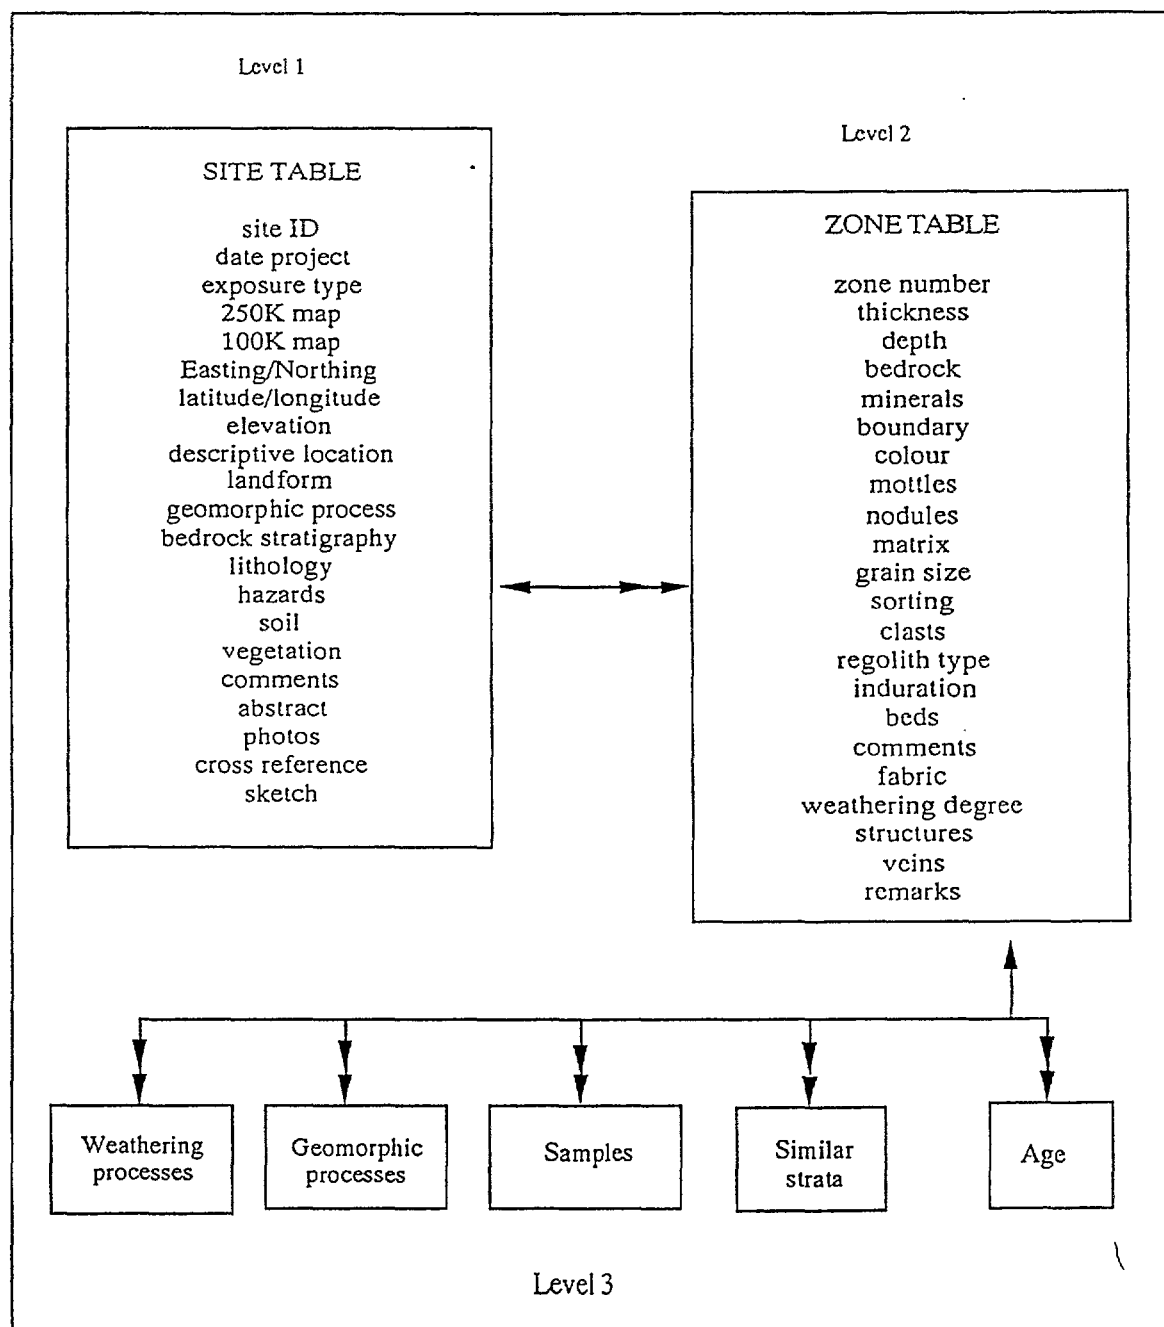 Level 1
SITE TABLE
site ID
date project
exposure type
250K map
100K map
Easting/Northing
latitude/longitude
elevation
descriptive location
landform
geomorphic process
bedrock stratigraphy
lithology
hazards
soil
vegetation
comments
abstract
photos
cross reference
sketch
Level 2
ZONE TABLE
zone number
thickness
depth
bedrock
minerals
boundary
colour
mottles
nodules
matrix
grain size
sorting
clasts
regolith type
induration
beds
comments
fabric
weathering degree
structures
veins
remarks
Weathering
processes
Geomorphic
processes
Samples
Similar
strata
Age
Level 3